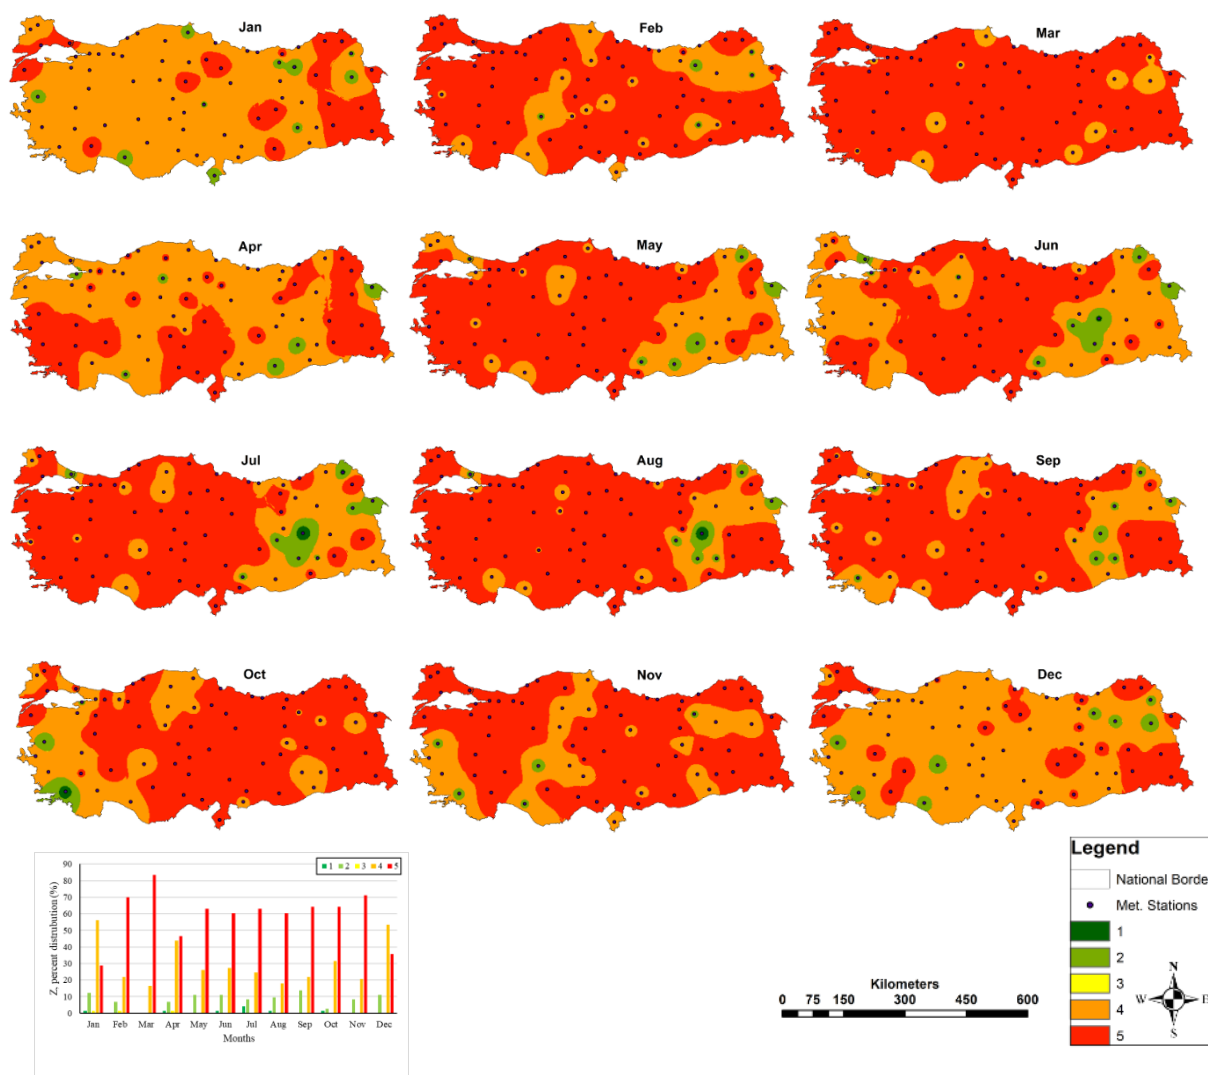 Jan
Feb
Mar
Apr
May
Jun
Jul
Aug
Sep
Oct
Nov
Dec
90
80
70
60
50
40
30
20
10
0
1 2 3 4 5
Z, percent distrubution (%)
Jan Feb Mar Apr May Jun Jul Aug Sep Oct Nov Dec
Months
Kilometers
0 75 150 300 450 600
Legend
National Borde
Met. Stations
1
2
3
4
5
N
W E
S